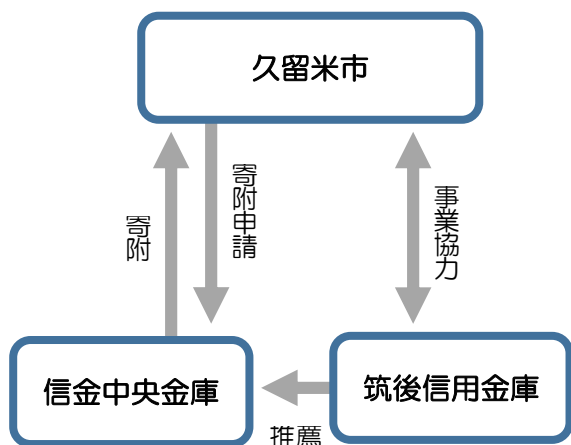 久留米市
寄附
寄附申請
事業協力
信金中央金庫
筑後信用金庫
推薦